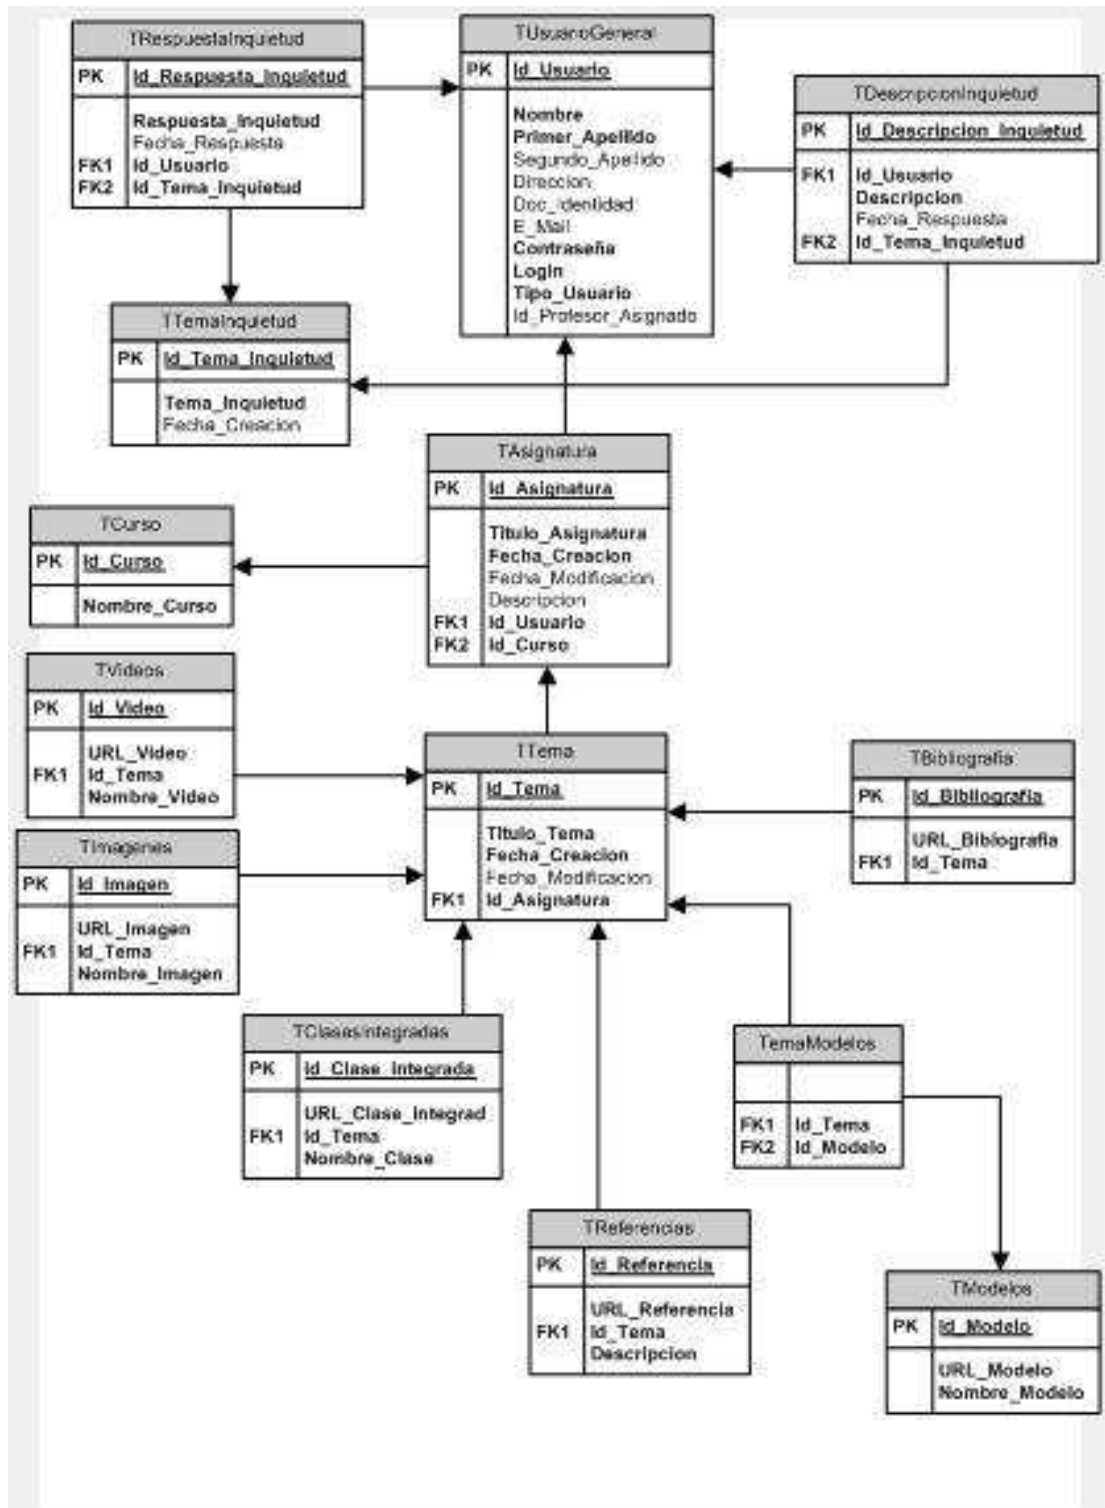 TRespuestaInquietud
PK Id_Respuesta_Inquietud
Respuesta_Inquietud
Fecha_Respuesta
FK1 Id_Usuario
FK2 Id_Tema_Inquietud
TUsuarioGeneral
PK Id_Usuario
Nombre
Primer_Apellido
Segundo_Apellido
Direccion
Doc_Identidad
E_Mail
Contraseña
Login
Tipo_Usuario
Id_Profesor_Asignado
TDescripcionInquietud
PK Id_Descripcion_Inquietud
FK1 Id_Usuario
Descripcion
Fecha_Respuesta
FK2 Id_Tema_Inquietud
TTemaInquietud
PK Id_Tema_Inquietud
Tema_Inquietud
Fecha_Creacion
TAsignatura
PK Id_Asignatura
Titulo_Asignatura
Fecha_Creacion
Fecha_Modificacion
Descripcion
FK1 Id_Usuario
FK2 Id_Curso
TCurso
PK Id_Curso
Nombre_Curso
TVideos
PK Id_Video
URL_Video
FK1 Id_Tema
Nombre_Video
TTema
PK Id_Tema
Titulo_Tema
Fecha_Creacion
Fecha_Modificacion
FK1 Id_Asignatura
TBibliografia
PK Id_Bibliografia
URL_Bibliografia
FK1 Id_Tema
TImagenes
PK Id_Imagen
URL_Imagen
FK1 Id_Tema
Nombre_Imagen
TClasesIntegradas
PK Id_Clase_Integrada
URL_Clase_Integrad
FK1 Id_Tema
Nombre_Clase
TemaModelos
FK1 Id_Tema
FK2 Id_Modelo
TReferencias
PK Id_Referencia
URL_Referencia
FK1 Id_Tema
Descripcion
TModelos
PK Id_Modelo
URL_Modelo
Nombre_Modelo